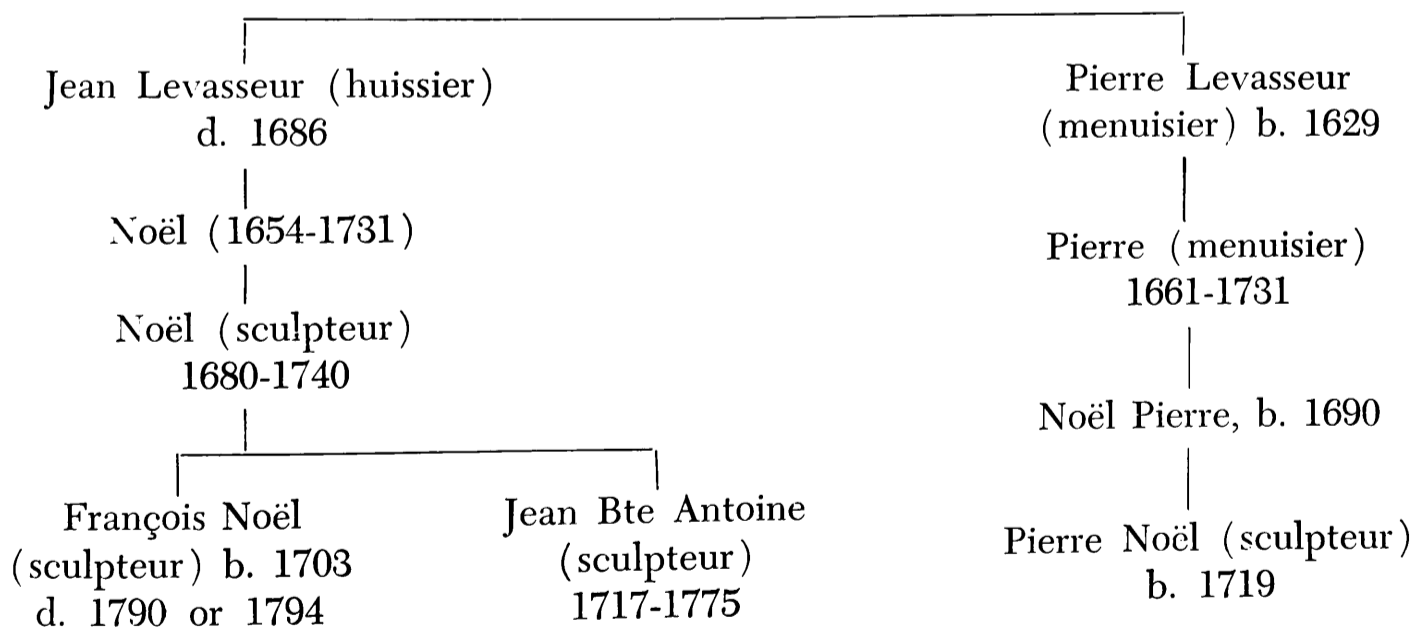 Jean Levasseur (huissier)
d. 1686
Noël (1654-1731)
Noël (sculpteur)
1680-1740
François Noël
(sculpteur) b. 1703
d. 1790 or 1794
Jean Bte Antoine
(sculpteur)
1717-1775
Pierre Levasseur
(menuisier) b. 1629
Pierre (menuisier)
1661-1731
Noël Pierre, b. 1690
Pierre Noël (sculpteur)
b. 1719